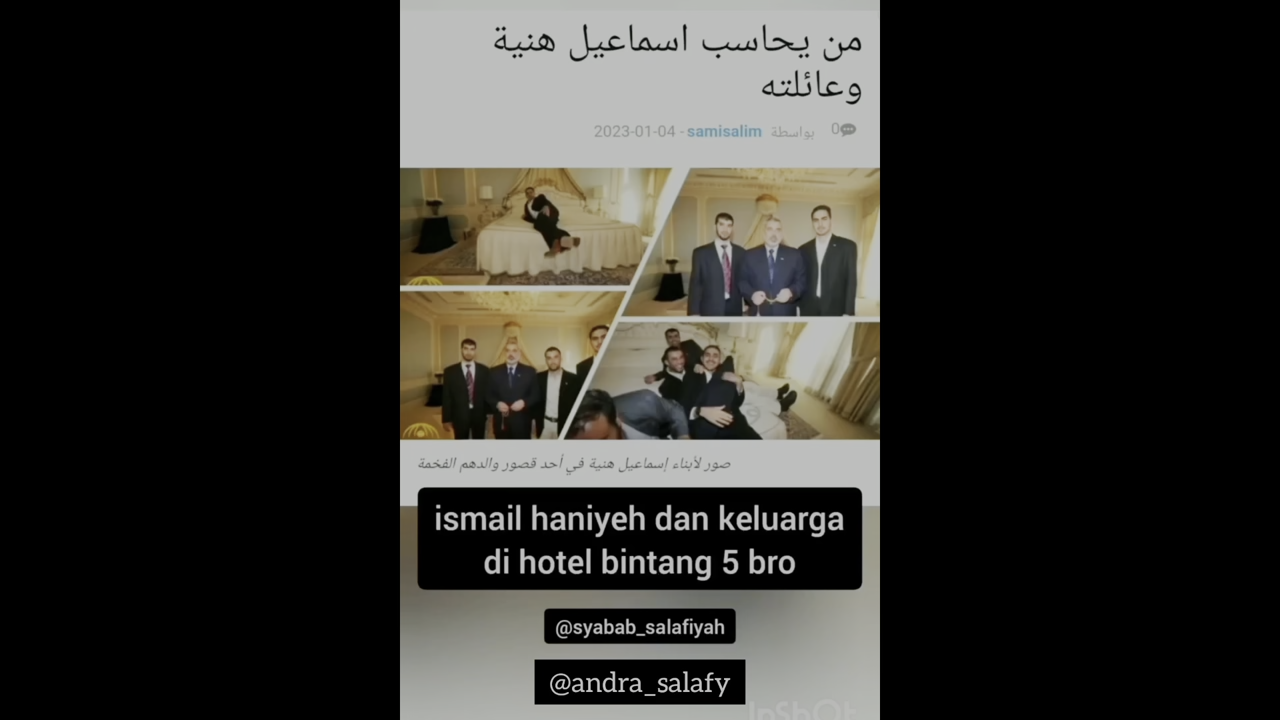 من يحاسب اسماعيل هنية
وعائلته
0 بواسطة samisalim - 2023-01-04
صور لأبناء إسماعيل هنية في أحد قصور والدهم الفخمة
ismail haniyeh dan keluarga
di hotel bintang 5 bro
@syabab_salafiyah
@andra_salafy
InShOt